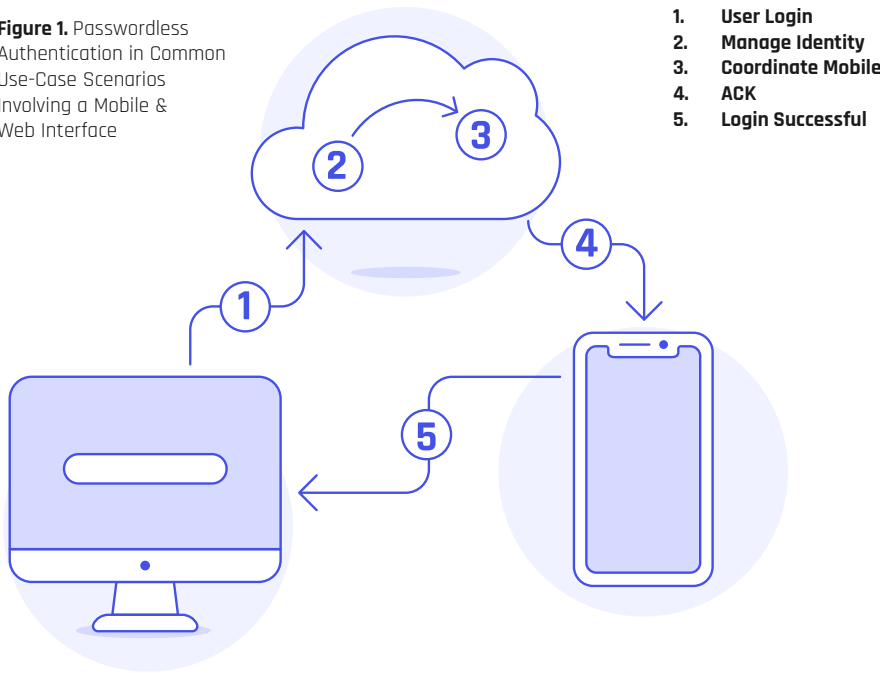 Figure 1. Passwordless
Authentication in Common
Use-Case Scenarios
Involving a Mobile &
Web Interface
1. User Login
2. Manage Identity
3. Coordinate Mobile
4. ACK
5. Login Successful
2
3
4
1
5